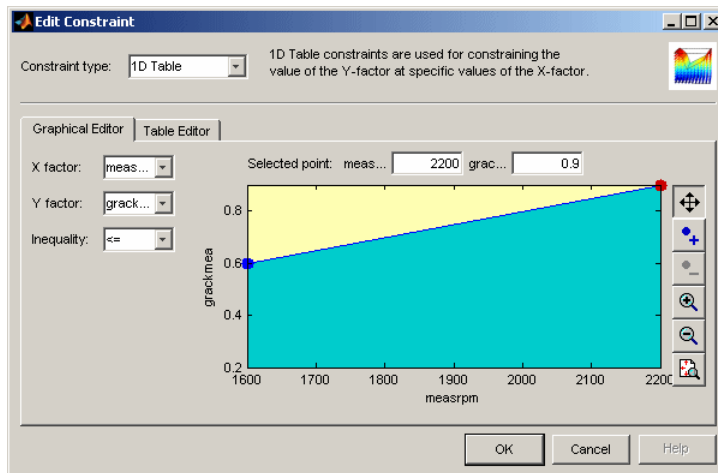 Edit Constraint
Constraint type: 1D Table
1D Table constraints are used for constraining the
value of the Y-factor at specific values of the X-factor.
Graphical Editor Table Editor
X factor: meas...
Selected point: meas... 2200 grac... 0.9
Y factor: grack...
Inequality: <=
0.8
0.6
0.4
0.2
grackmea
1600 1700 1800 1900 2000 2100 2200
measrpm
OK Cancel Help